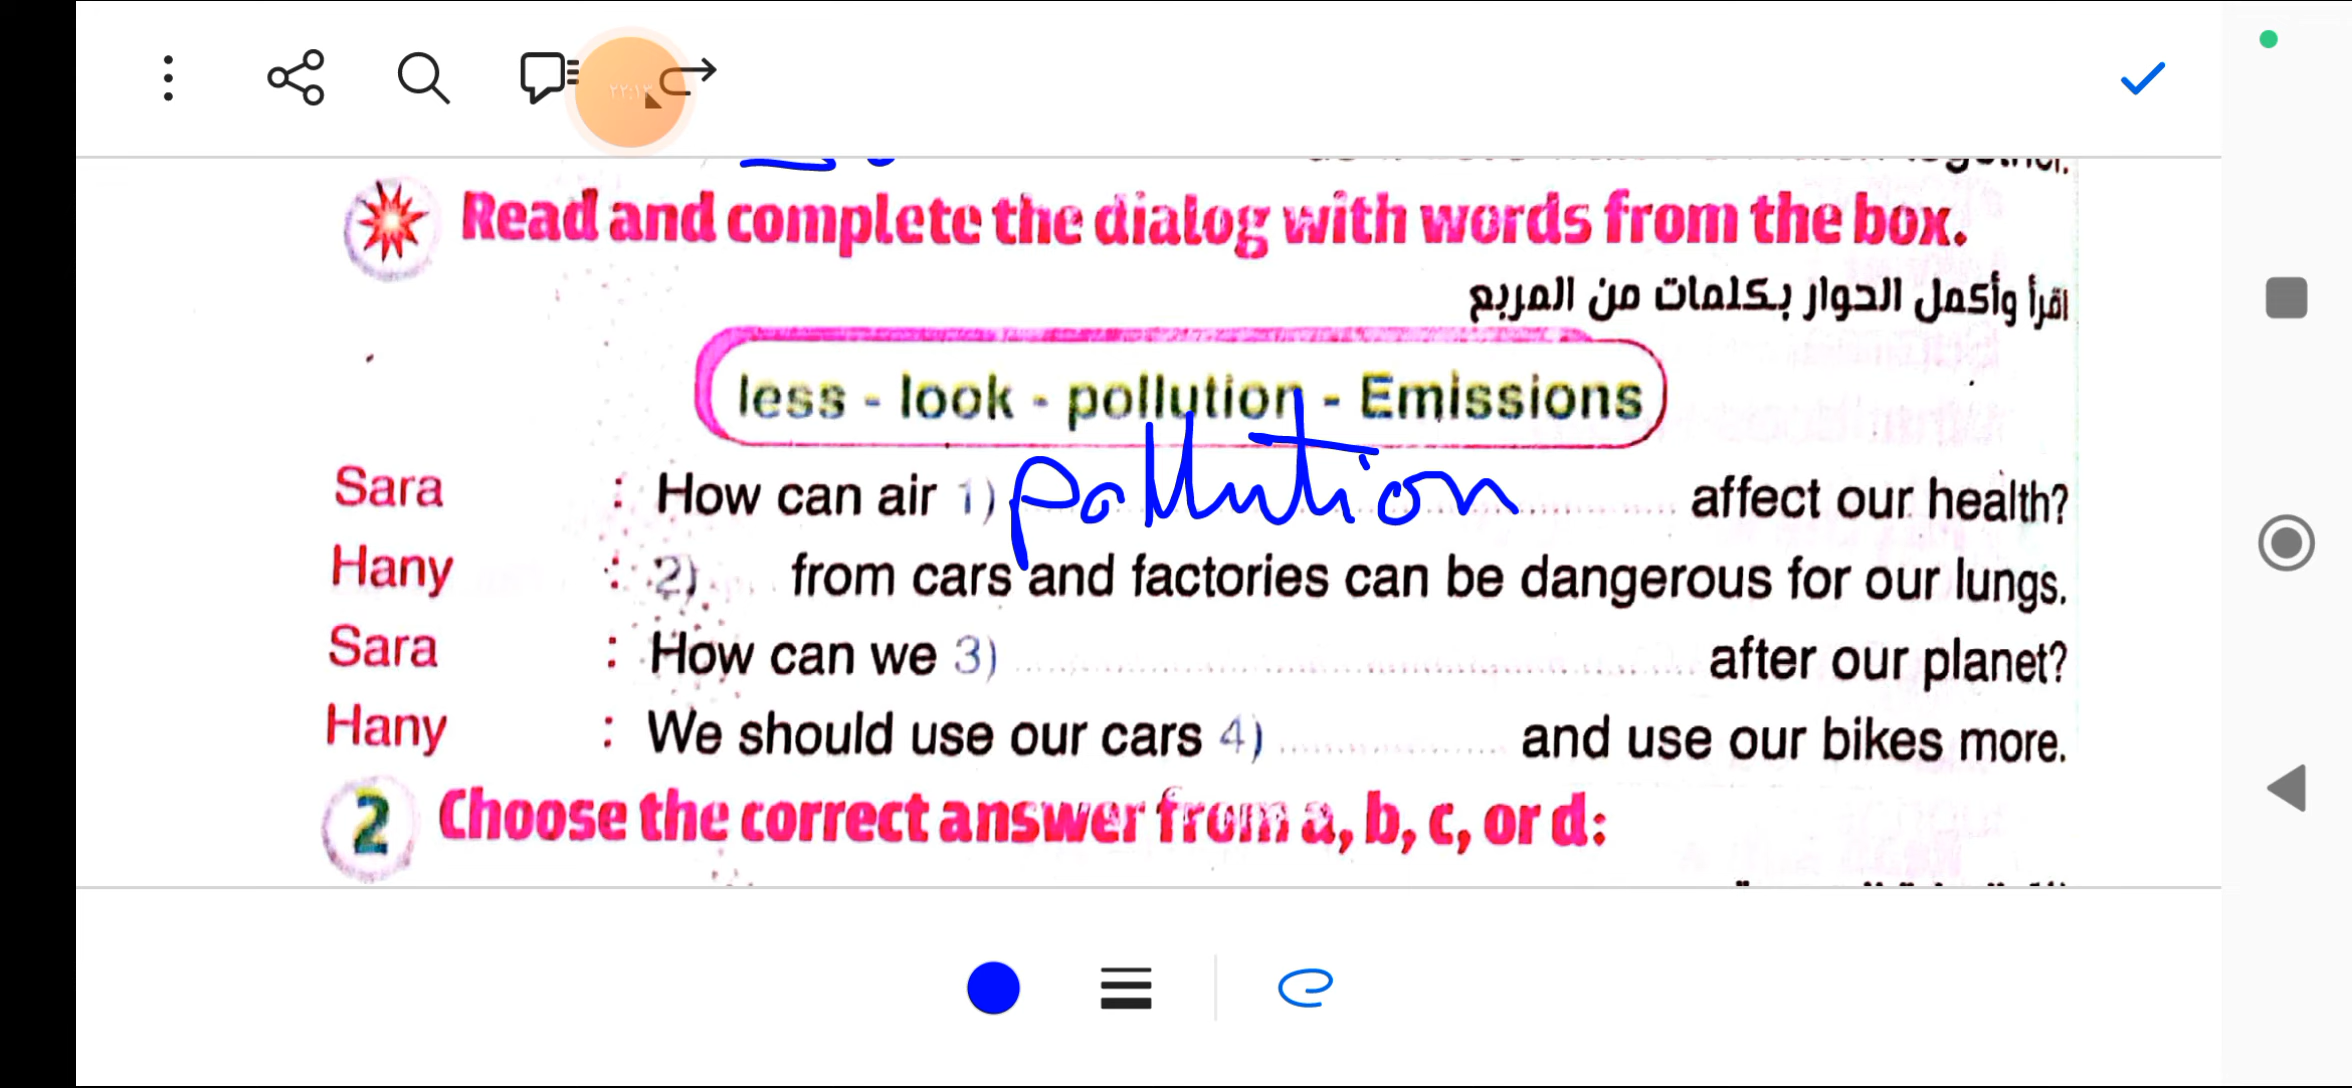 ٢٢:١٣
Read and complete the dialog with words from the box.
اقرأ وأكمل الحوار بكلمات من المربع
less - look - pollution - Emissions
Sara : How can air 1) pollution affect our health?
Hany : 2) from cars and factories can be dangerous for our lungs.
Sara : How can we 3) after our planet?
Hany : We should use our cars 4) and use our bikes more.
2 Choose the correct answer from a, b, c, or d: